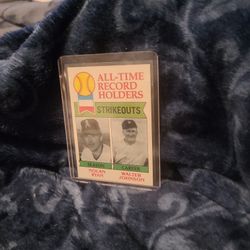 ALL-TIME
RECORD
HOLDERS
STRIKEOUTS
SEASON CAREER
NOLAN WALTER
RYAN JOHNSON